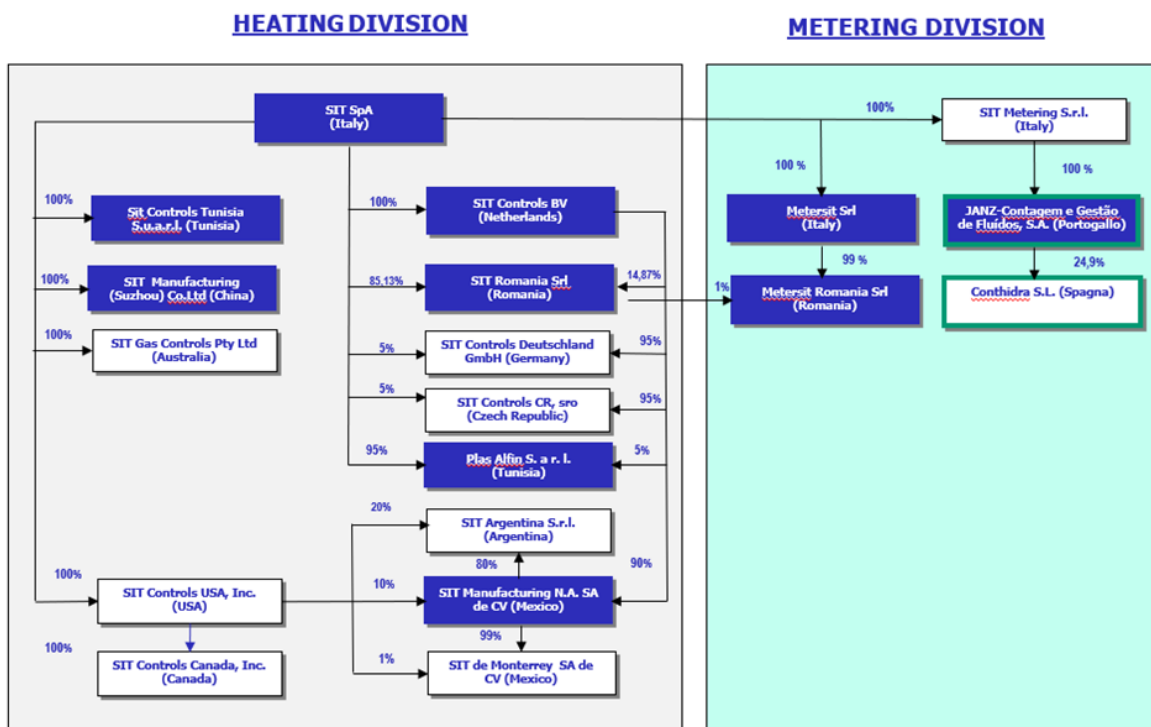 HEATING DIVISION
METERING DIVISION
SIT SpA
(Italy)
100%
SIT Metering S.r.l.
(Italy)
100 %
100 %
100%
Sit Controls Tunisia
S.u.a.r.l. (Tunisia)
100%
SIT Controls BV
(Netherlands)
Metersit Srl
(Italy)
JANZ-Contagem e Gestão
de Fluídos, S.A. (Portogallo)
99 %
24,9%
100%
SIT Manufacturing
(Suzhou) Co.Ltd (China)
85,13%
SIT Romania Srl
(Romania)
14,87%
1%
Metersit Romania Srl
(Romania)
Conthidra S.L. (Spagna)
100%
SIT Gas Controls Pty Ltd
(Australia)
5%
SIT Controls Deutschland
GmbH (Germany)
95%
5%
SIT Controls CR, sro
(Czech Republic)
95%
95%
Plas Alfin S. a r. l.
(Tunisia)
5%
20%
SIT Argentina S.r.l.
(Argentina)
80%
90%
100%
SIT Controls USA, Inc.
(USA)
10%
SIT Manufacturing N.A. SA
de CV (Mexico)
99%
100%
SIT Controls Canada, Inc.
(Canada)
1%
SIT de Monterrey SA de
CV (Mexico)